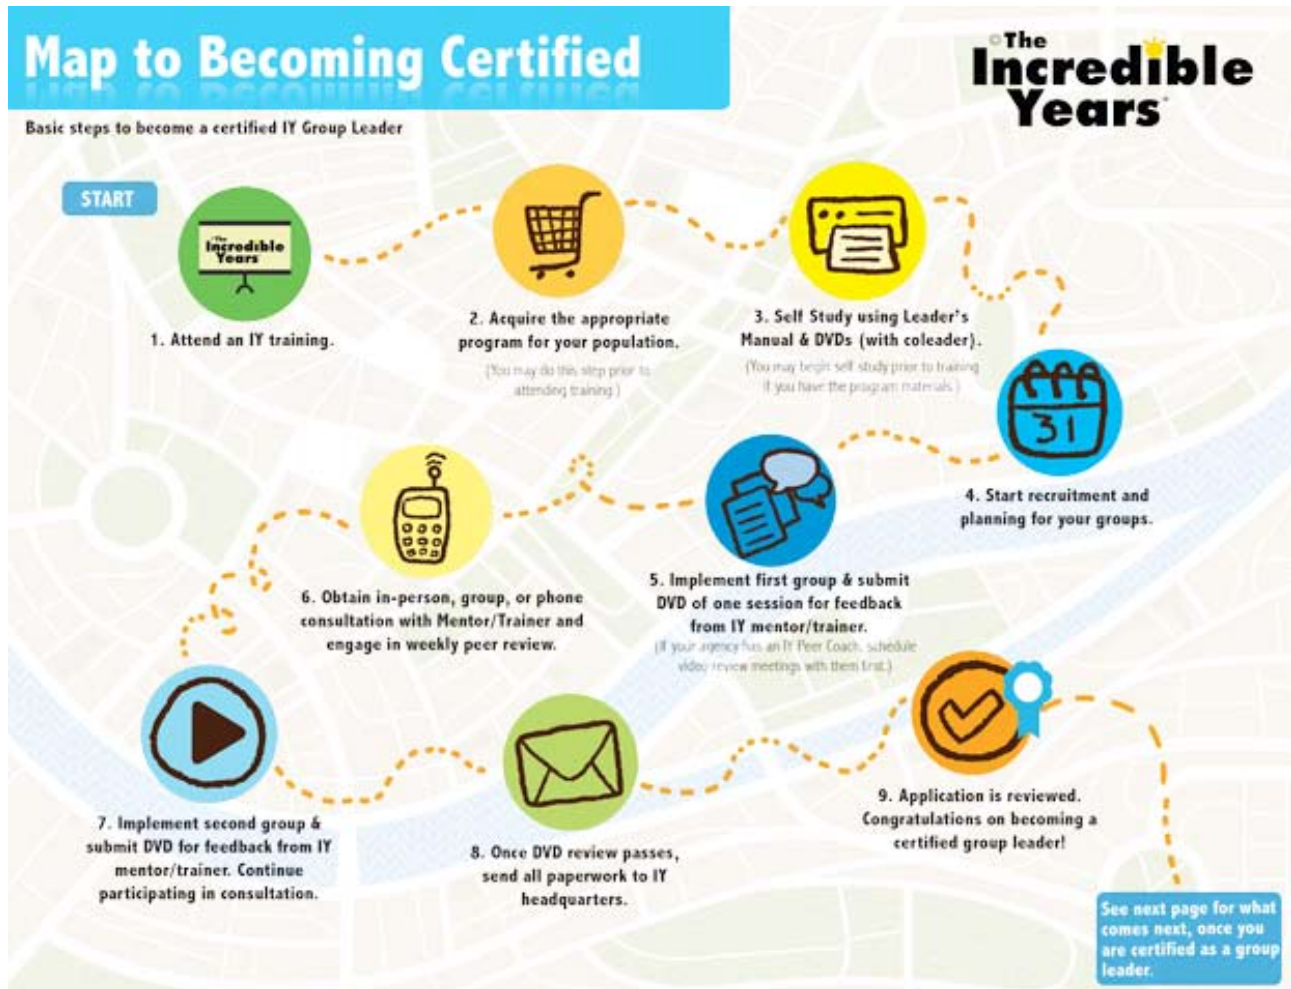 Map to Becoming Certified
©The
Incredible
Years®
Basic steps to become a certified IY Group Leader
START
The
Incredible
Years
1. Attend an IY training.
2. Acquire the appropriate
program for your population.
(You may do this step prior to
attending training.)
3. Self Study using Leader's
Manual & DVDs (with coleader).
(You may begin self study prior to training
if you have the program materials.)
31
4. Start recruitment and
planning for your groups.
5. Implement first group & submit
DVD of one session for feedback
from IY mentor/trainer.
(If your agency has an IY Peer Coach, schedule
video review meetings with them first.)
6. Obtain in-person, group, or phone
consultation with Mentor/Trainer and
engage in weekly peer review.
7. Implement second group &
submit DVD for feedback from IY
mentor/trainer. Continue
participating in consultation.
8. Once DVD review passes,
send all paperwork to IY
headquarters.
9. Application is reviewed.
Congratulations on becoming a
certified group leader!
See next page for what
comes next, once you
are certified as a group
leader.